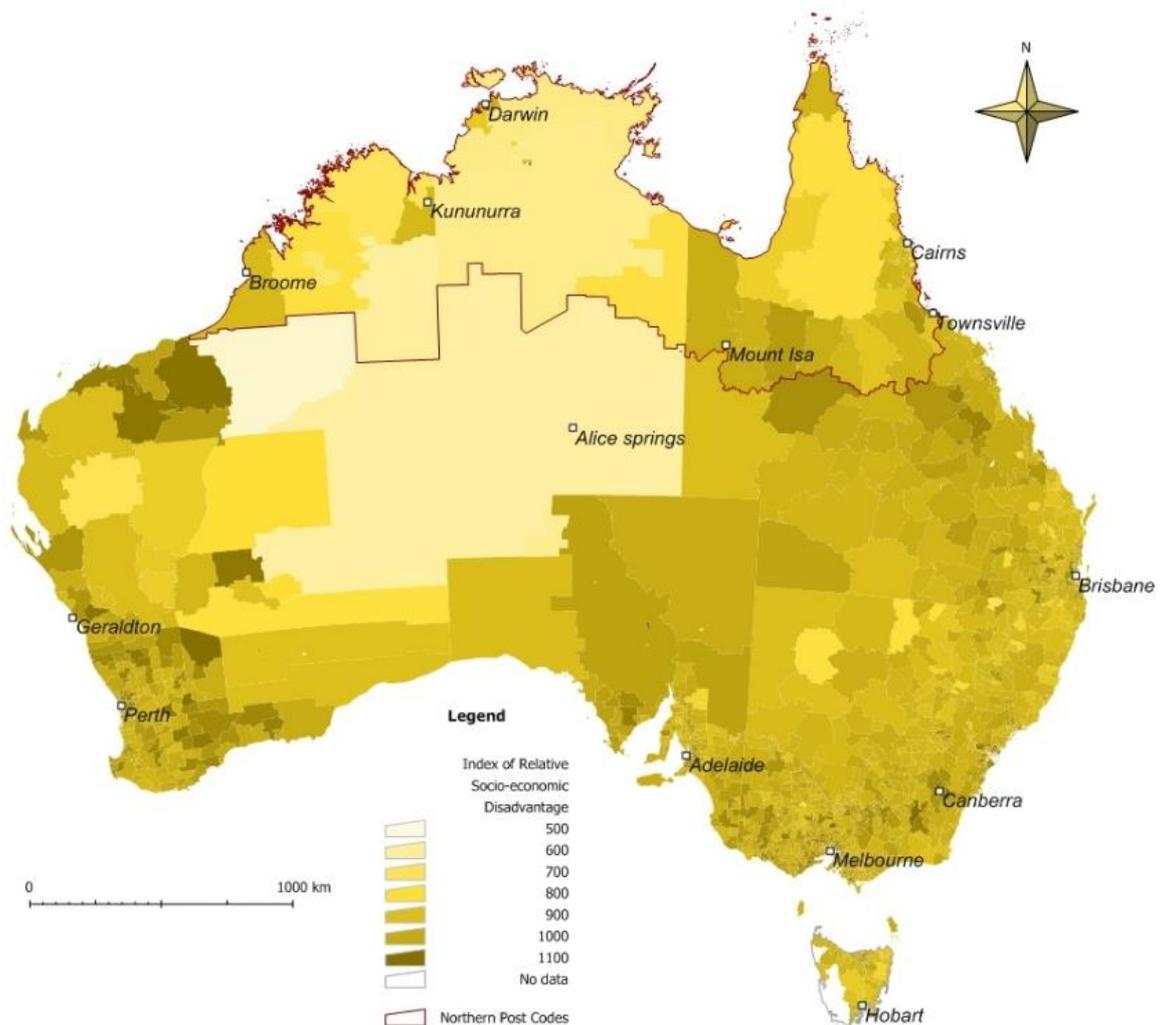 N
Darwin
Kununurra
Cairns
Broome
Townsville
Mount Isa
Alice springs
Brisbane
Geraldton
Perth
Legend
Index of Relative
Socio-economic
Disadvantage
Adelaide
Canberra
500
600
Melbourne
700
0 1000 km
800
900
1000
1100
No data
Northern Post Codes
Hobart